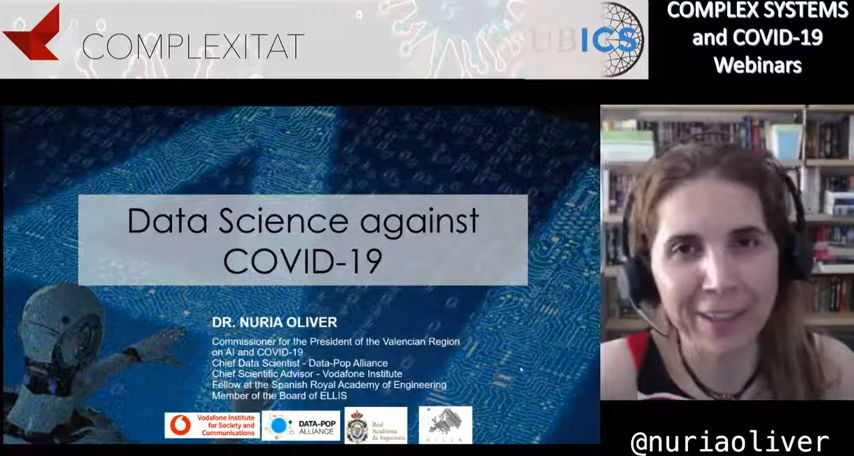 COMPLEXITAT
UBICS
COMPLEX SYSTEMS
and COVID-19
Webinars
Data Science against
COVID-19
DR. NURIA OLIVER
Commissioner for the President of the Valencian Region
on AI and COVID-19
Chief Data Scientist - Data-Pop Alliance
Chief Scientific Advisor - Vodafone Institute
Fellow at the Spanish Royal Academy of Engineering
Member of the Board of ELLIS
Vodafone Institute
for Society and
Communications
DATA-POP
ALLIANCE
Real
Academia
de Ingeniería
@nuriaoliver